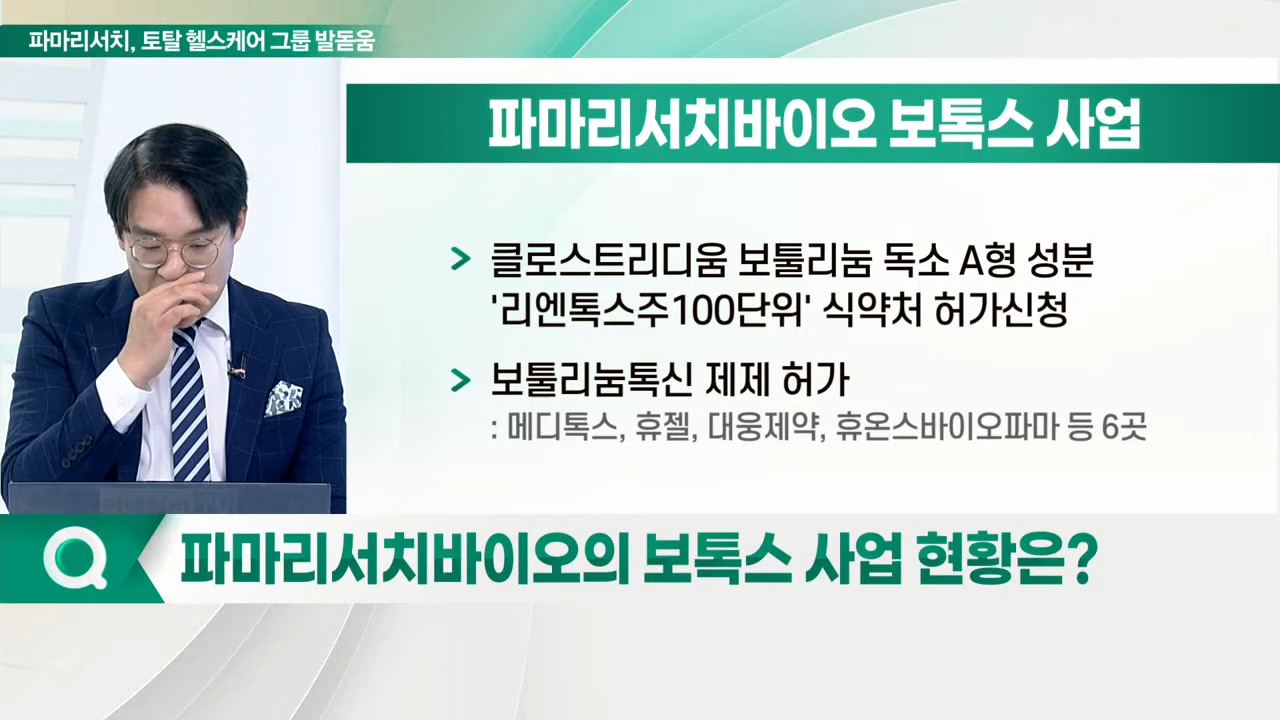 파마리서치, 토탈 헬스케어 그룹 발돋움
파마리서치바이오 보톡스 사업
> 클로스트리디움 보툴리눔 독소 A형 성분
'리엔톡스주100단위' 식약처 허가신청
> 보툴리눔톡신 제제 허가
: 메디톡스, 휴젤, 대웅제약, 휴온스바이오파마 등 6곳
Q 파마리서치바이오의 보톡스 사업 현황은?